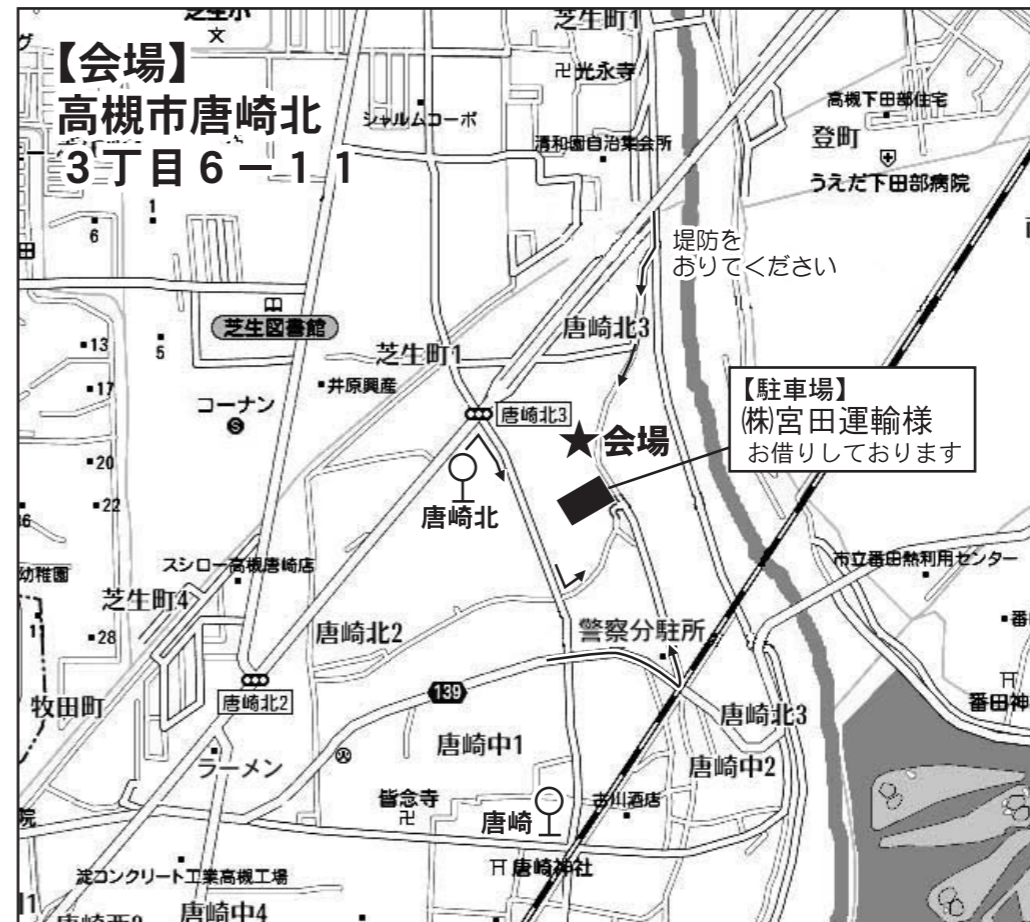 芝生町1
【会場】
高槻市唐崎北
3丁目6－11
卍光永寺
シャルムコーポ
清和園自治集会所
高槻下田部住宅
登町
うえだ下田部病院
1
6
堤防を
おりてください
芝生図書館
唐崎北3
13
5
芝生町1
17
井原興産
コーナン
S
唐崎北3
【駐車場】
㈱宮田運輸様
お借りしております
★会場
20
22
唐崎北
幼稚園
スシロー高槻唐崎店
市立番田熱利用センター
芝生町4
11
28
唐崎北2
警察分駐所
牧田町
唐崎北2
139
唐崎北3
唐崎中1
唐崎中2
ラーメン
皆念寺
卍
唐崎
古川酒店
唐崎神社
淀コンクリート工業高槻工場
唐崎中4